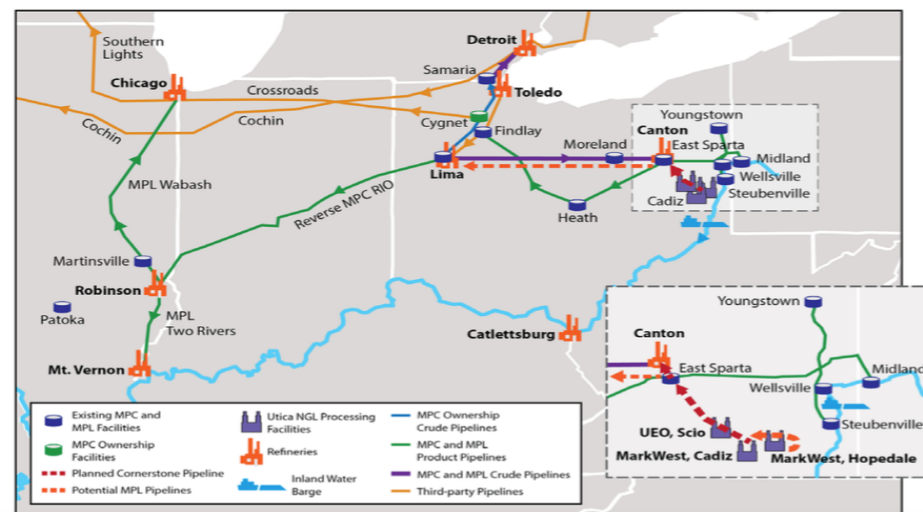 Southern
Lights
Detroit
Samaria
Chicago
Crossroads
Toledo
Cochin
Cochin
Cygnet
Findlay
Youngstown
Canton
Moreland
East Sparta
Midland
Wellsville
Steubenville
Lima
Cadiz
MPL Wabash
Reverse MPC RIO
Heath
Martinsville
Robinson
Patoka
MPL
Two Rivers
Catlettsburg
Mt. Vernon
Youngstown
Canton
East Sparta
Midland
Wellsville
Steubenville
UEO, Scio
MarkWest, Cadiz
MarkWest, Hopedale
Existing MPC and
MPL Facilities
MPC Ownership
Facilities
Planned Cornerstone Pipeline
Potential MPL Pipelines
Utica NGL Processing
Facilities
Refineries
Inland Water
Barge
MPC Ownership
Crude Pipelines
MPC and MPL
Product Pipelines
MPC and MPL Crude Pipelines
Third-party Pipelines